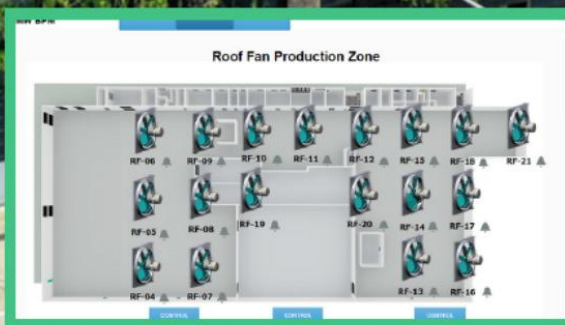 Roof Fan Production Zone
RF-06 RF-09 RF-10 RF-11 RF-12 RF-15 RF-18 RF-21
RF-05 RF-08 RF-19 RF-20 RF-14 RF-17
RF-04 RF-07 RF-13 RF-16
CONTROL CONTROL CONTROL